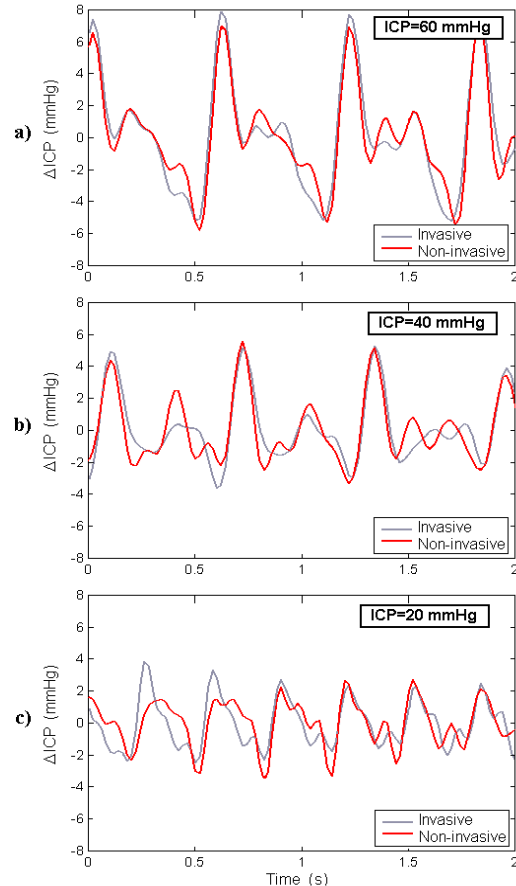 8
ICP=60 mmHg
6
4
2
a)
ΔICP (mmHg)
0
-2
-4
-6
Invasive
Non-invasive
-8
0
0.5
1
1.5
2
8
ICP=40 mmHg
6
4
2
b)
ΔICP (mmHg)
0
-2
-4
-6
Invasive
Non-invasive
-8
0
0.5
1
1.5
2
8
ICP=20 mmHg
6
4
2
c)
ΔICP (mmHg)
0
-2
-4
-6
Invasive
Non-invasive
-8
0
0.5
1
1.5
2
Time (s)